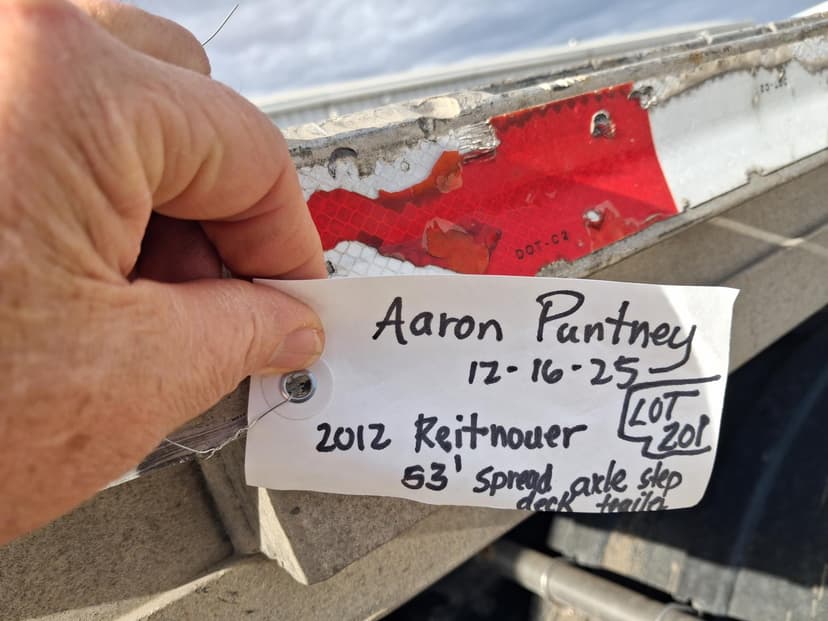 DOT-C2
Aaron Puntney
12-16-25
LOT
201
2012 Reitnouer
53' spread axle step
deck trailer